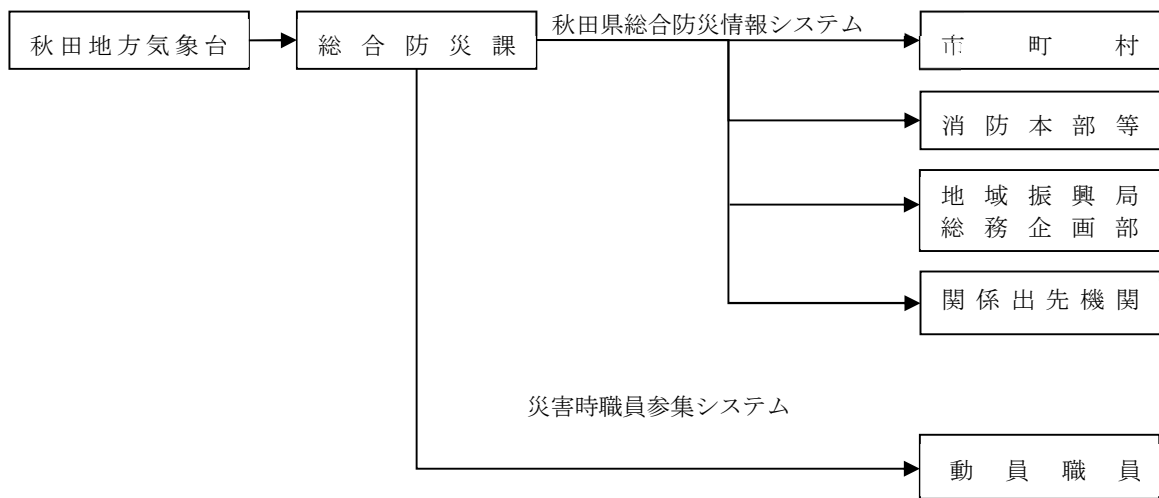 秋田県総合防災情報システム
秋田地方気象台
総合防災課
市町村
消防本部等
地域振興局
総務企画部
関係出先機関
災害時職員参集システム
動員職員